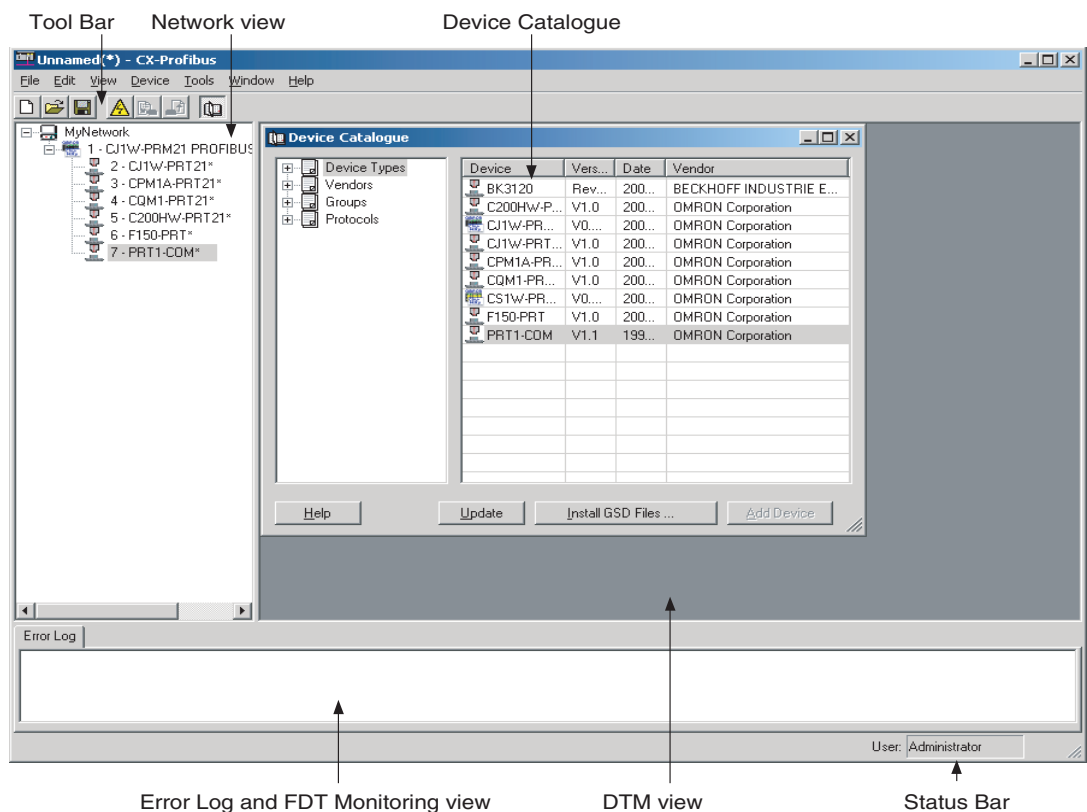 Tool Bar Network view Device Catalogue
Unnamed(*) - CX-Profibus
File Edit View Device Tools Window Help
MyNetwork
1 - CJ1W-PRM21 PROFIBUS
2 - CJ1W-PRT21*
3 - CPM1A-PRT21*
4 - CQM1-PRT21*
5 - C200HW-PRT21*
6 - F150-PRT*
7 - PRT1-COM*
Device Catalogue
Device Types
Vendors
Groups
Protocols
Device Vers... Date Vendor
BK3120 Rev... 200... BECKHOFF INDUSTRIE E...
C200HW-P... V1.0 200... OMRON Corporation
CJ1W-PR... V0.... 200... OMRON Corporation
CJ1W-PRT... V1.0 200... OMRON Corporation
CPM1A-PR... V1.0 200... OMRON Corporation
CQM1-PR... V1.0 200... OMRON Corporation
CS1W-PR... V0.... 200... OMRON Corporation
F150-PRT V1.0 200... OMRON Corporation
PRT1-COM V1.1 199... OMRON Corporation
Help Update Install GSD Files ... Add Device
Error Log
User: Administrator
Error Log and FDT Monitoring view DTM view Status Bar